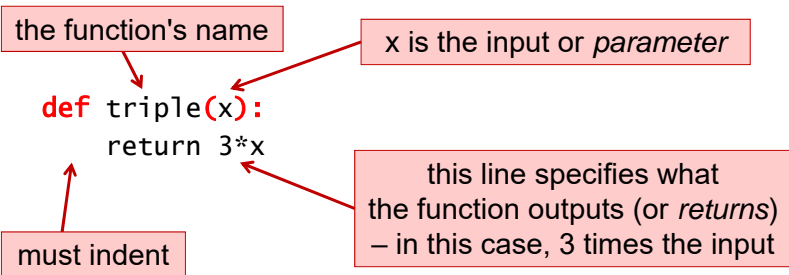 the function's name
x is the input or parameter
def triple(x):
    return 3*x
this line specifies what
the function outputs (or returns)
– in this case, 3 times the input
must indent